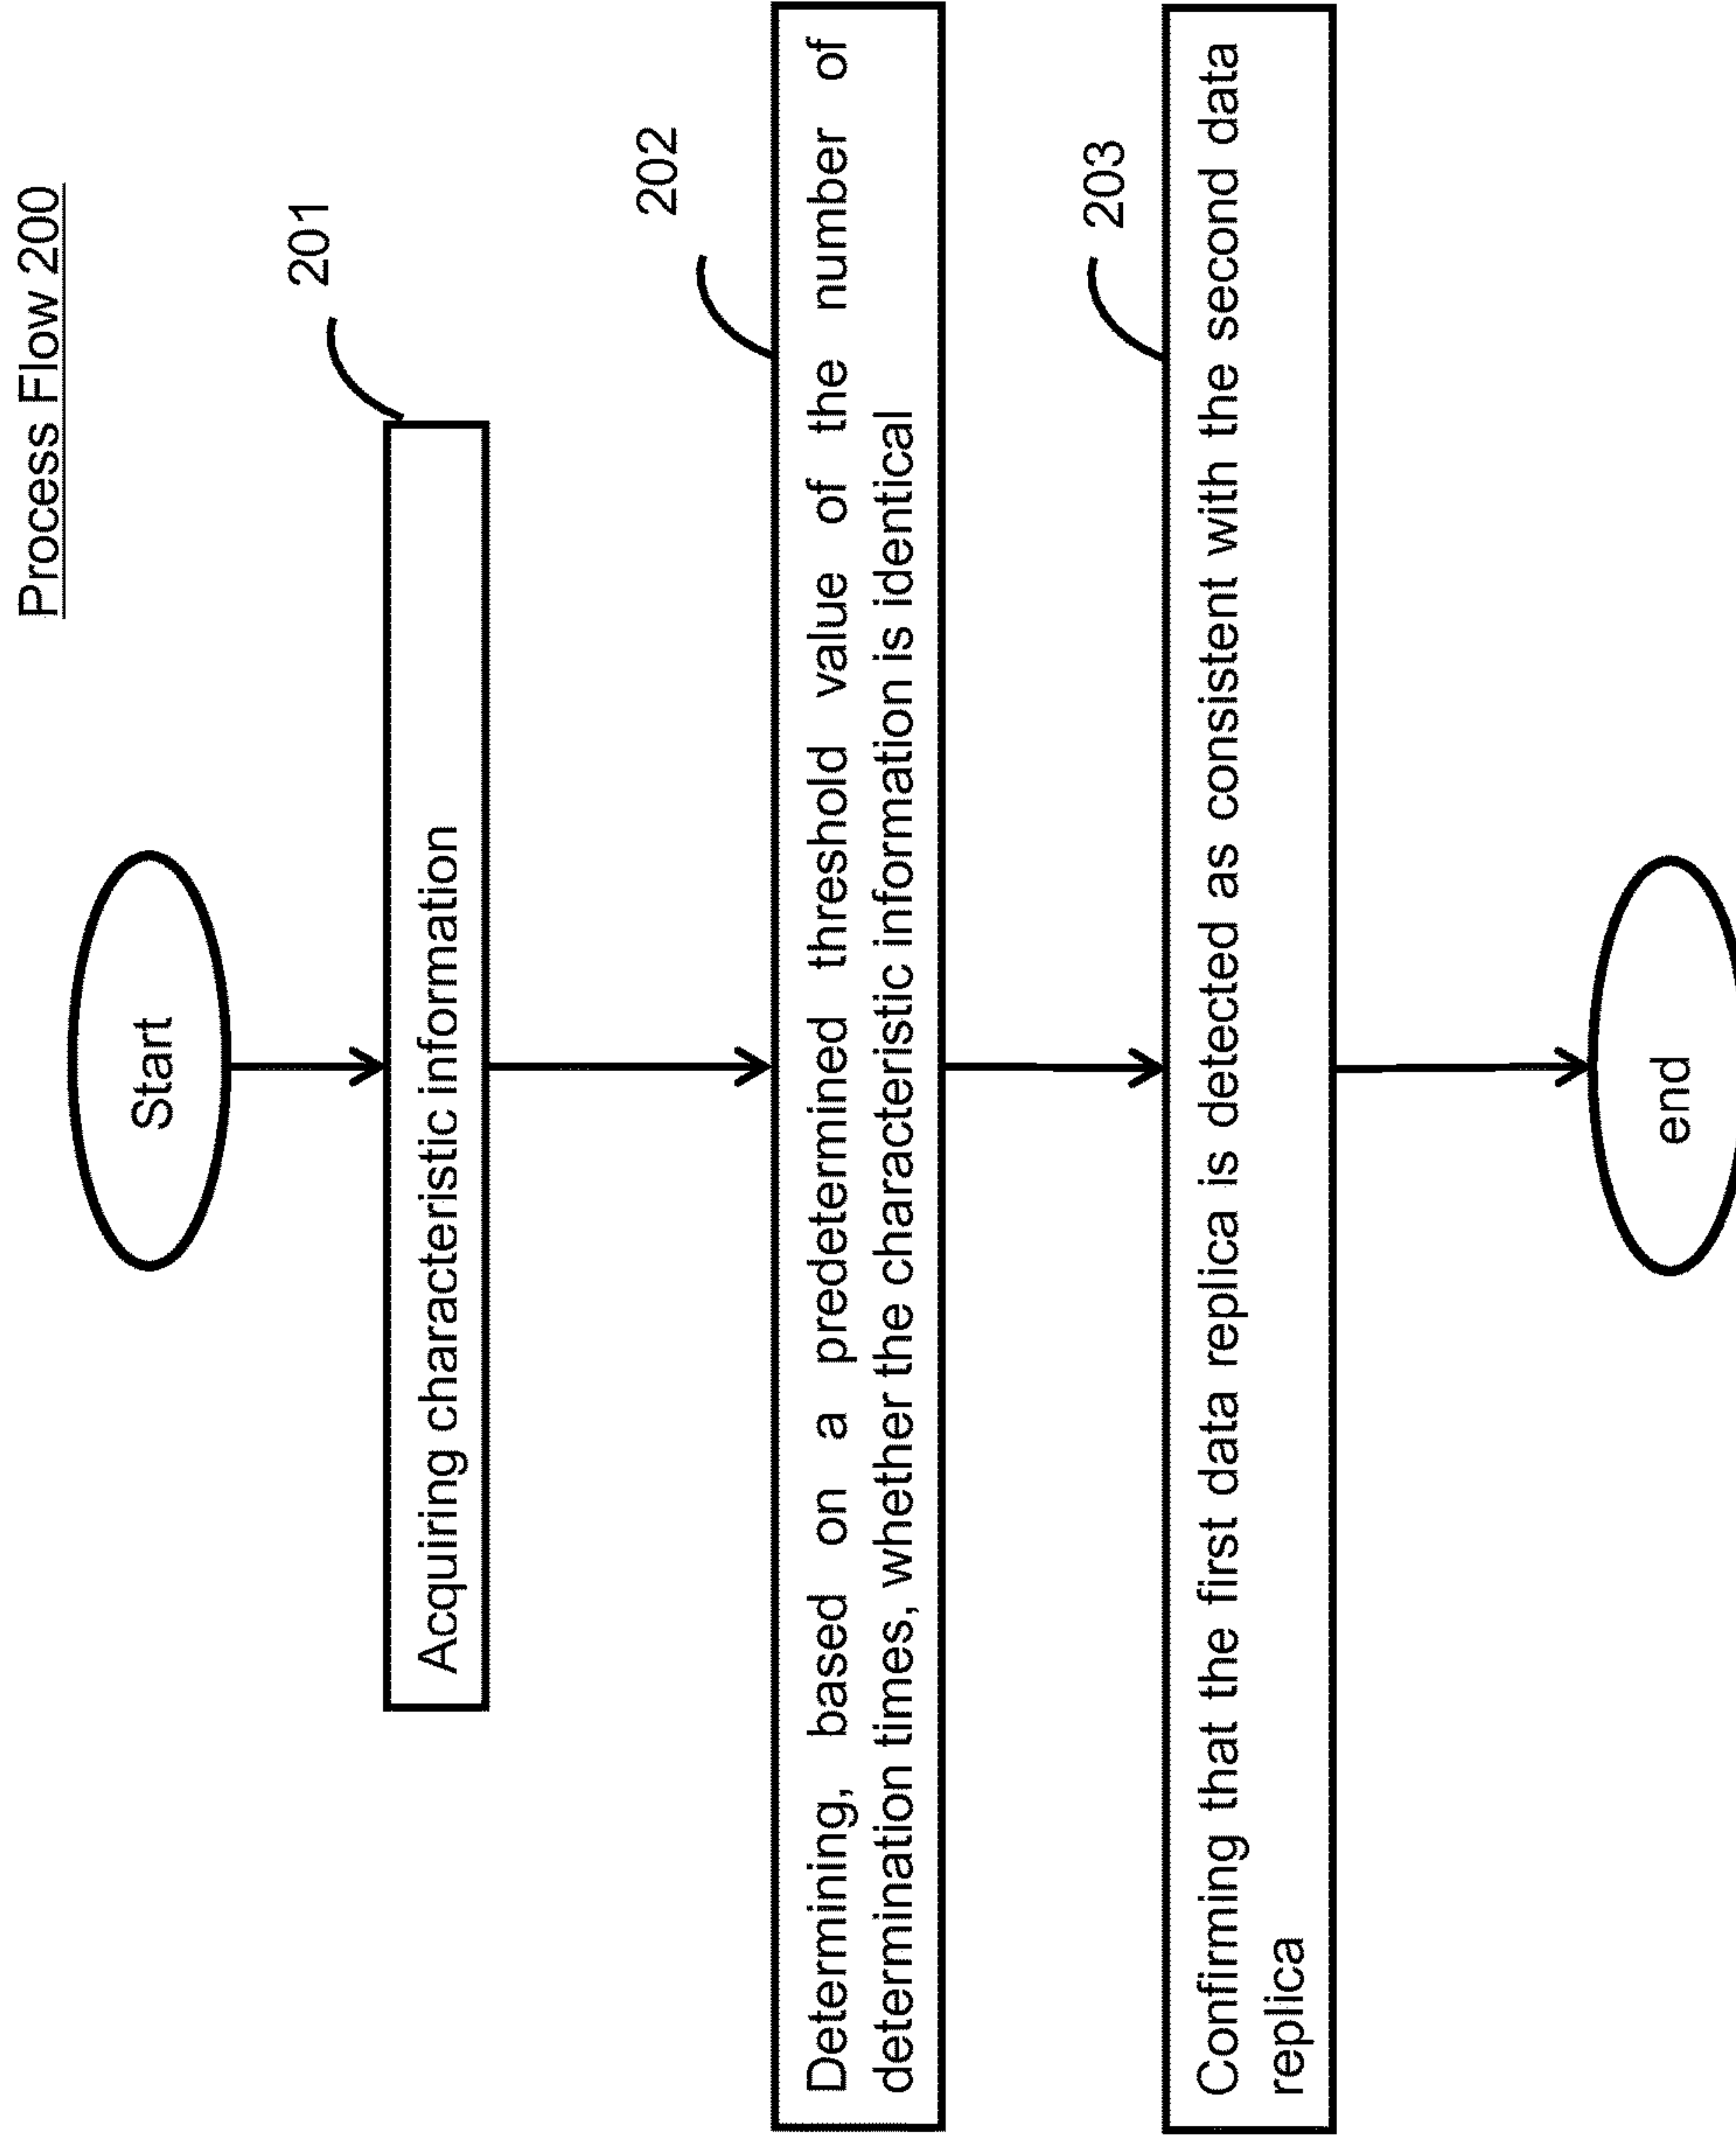 Process Flow 200
Start
201
Acquiring characteristic information
202
Determining, based on a predetermined threshold value of the number of
determination times, whether the characteristic information is identical
203
Confirming that the first data replica is detected as consistent with the second data
replica
end